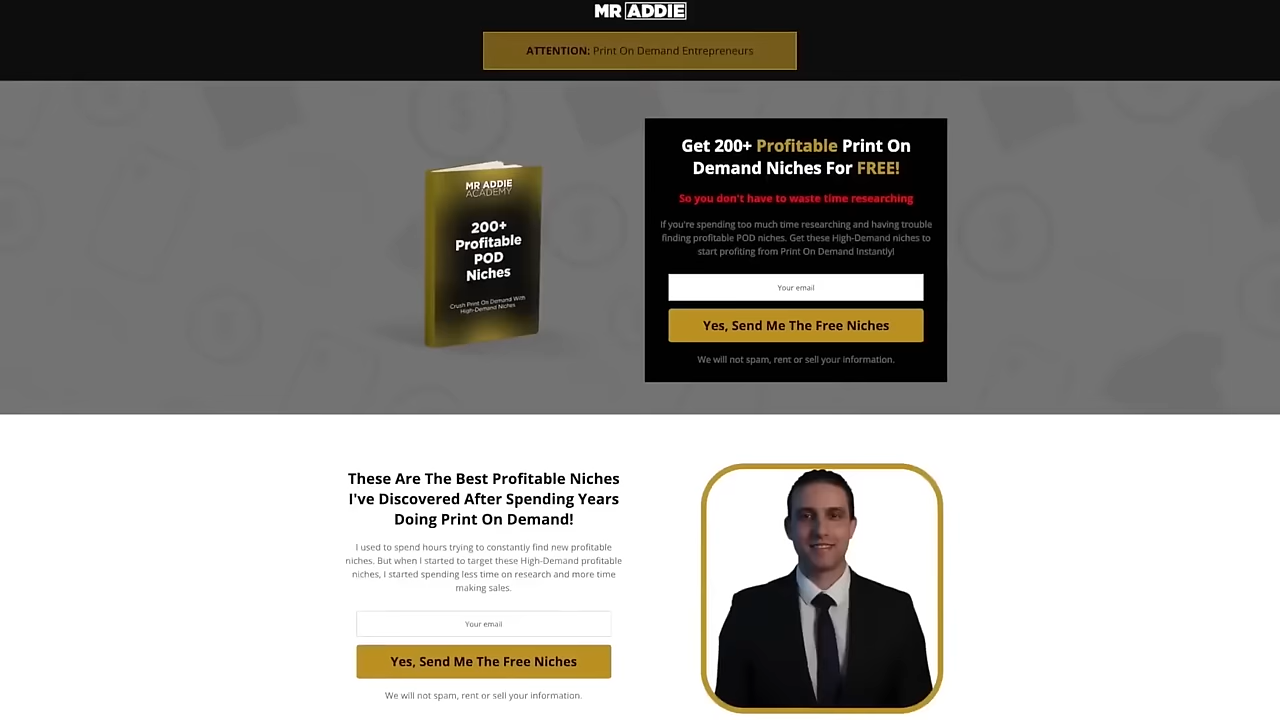 MR ADDIE
ATTENTION: Print On Demand Entrepreneurs
MR ADDIE
ACADEMY
200+
Profitable
POD
Niches
Crush Print On Demand With
High-Demand Niches
Get 200+ Profitable Print On
Demand Niches For FREE!
So you don't have to waste time researching
If you're spending too much time researching and having trouble
finding profitable POD niches. Get these High-Demand niches to
start profiting from Print On Demand Instantly!
Your email
Yes, Send Me The Free Niches
We will not spam, rent or sell your information.
These Are The Best Profitable Niches
I've Discovered After Spending Years
Doing Print On Demand!
I used to spend hours trying to constantly find new profitable
niches. But when I started to target these High-Demand profitable
niches, I started spending less time on research and more time
making sales.
Your email
Yes, Send Me The Free Niches
We will not spam, rent or sell your information.